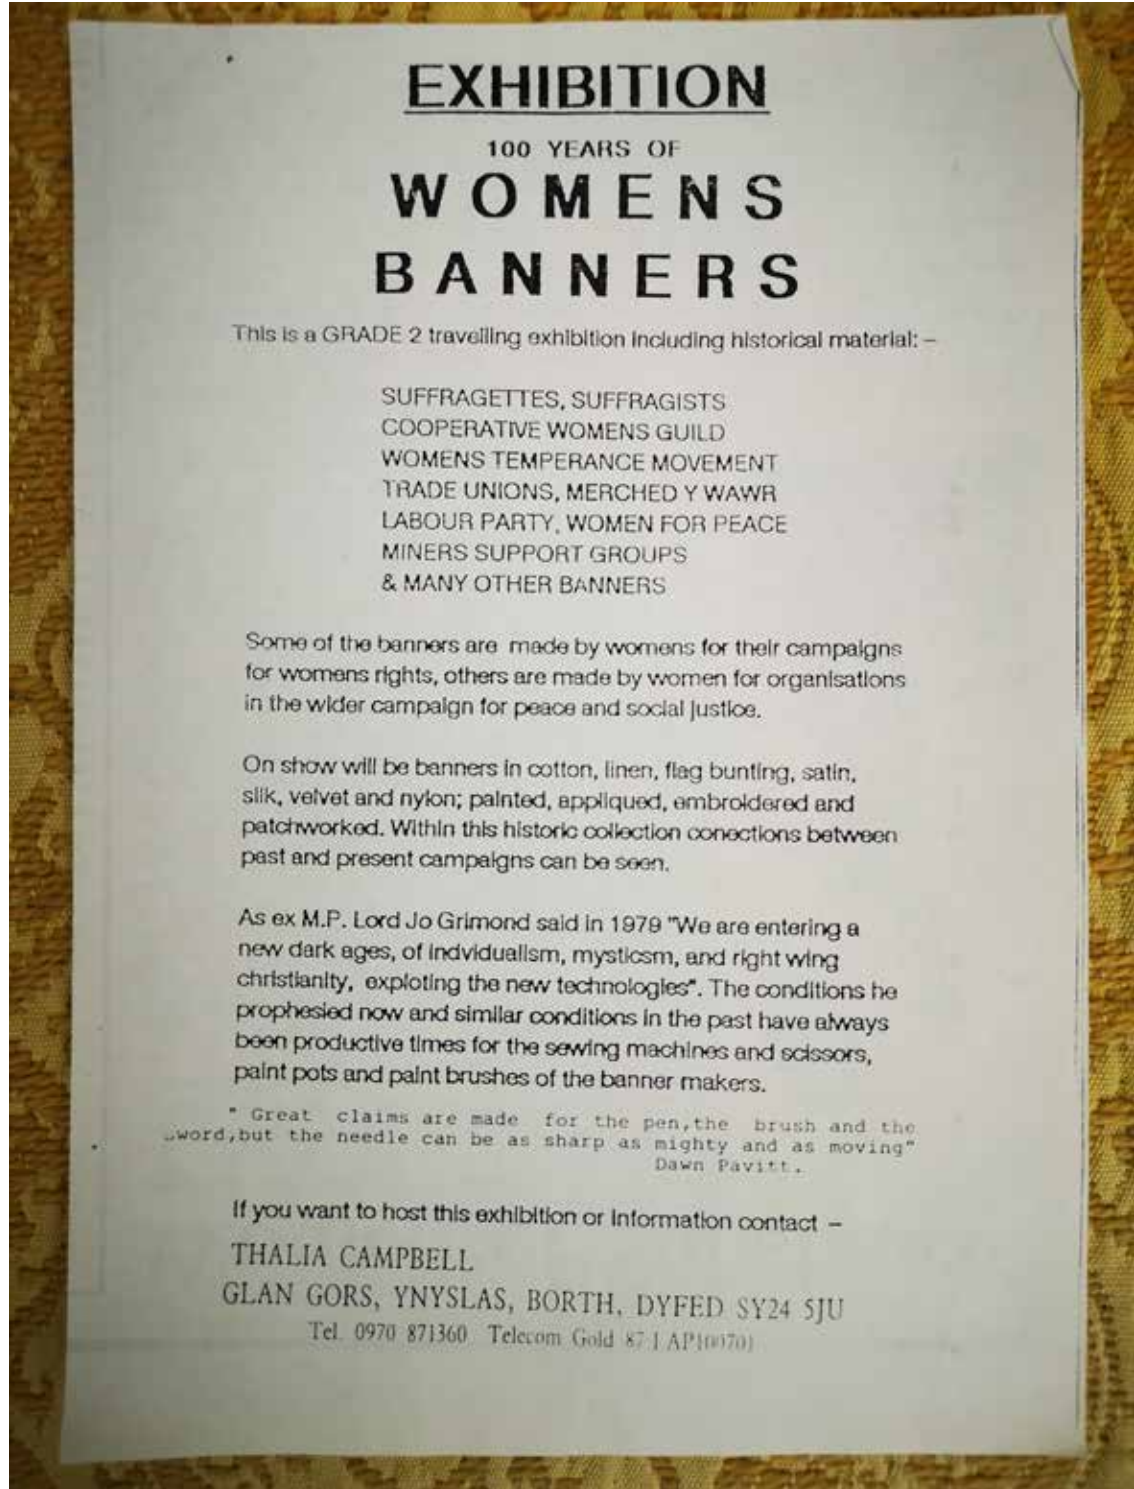 EXHIBITION
100 YEARS OF
WOMENS
BANNERS
This is a GRADE 2 travelling exhibition including historical material: –
SUFFRAGETTES, SUFFRAGISTS
COOPERATIVE WOMENS GUILD
WOMENS TEMPERANCE MOVEMENT
TRADE UNIONS, MERCHED Y WAWR
LABOUR PARTY, WOMEN FOR PEACE
MINERS SUPPORT GROUPS
& MANY OTHER BANNERS
Some of the banners are made by womens for their campaigns
for womens rights, others are made by women for organisations
in the wider campaign for peace and social justice.
On show will be banners in cotton, linen, flag bunting, satin,
silk, velvet and nylon; painted, appliqued, embroidered and
patchworked. Within this historic collection conections between
past and present campaigns can be seen.
As ex M.P. Lord Jo Grimond said in 1979 "We are entering a
new dark ages, of indvidualism, mysticsm, and right wing
christianity, exploting the new technologies". The conditions he
prophesied now and similar conditions in the past have always
been productive times for the sewing machines and scissors,
paint pots and paint brushes of the banner makers.
" Great claims are made for the pen,the brush and the
word,but the needle can be as sharp as mighty and as moving"
Dawn Pavitt.
If you want to host this exhibition or information contact –
THALIA CAMPBELL
GLAN GORS, YNYSLAS, BORTH, DYFED SY24 5JU
Tel. 0970 871360 Telecom Gold 87